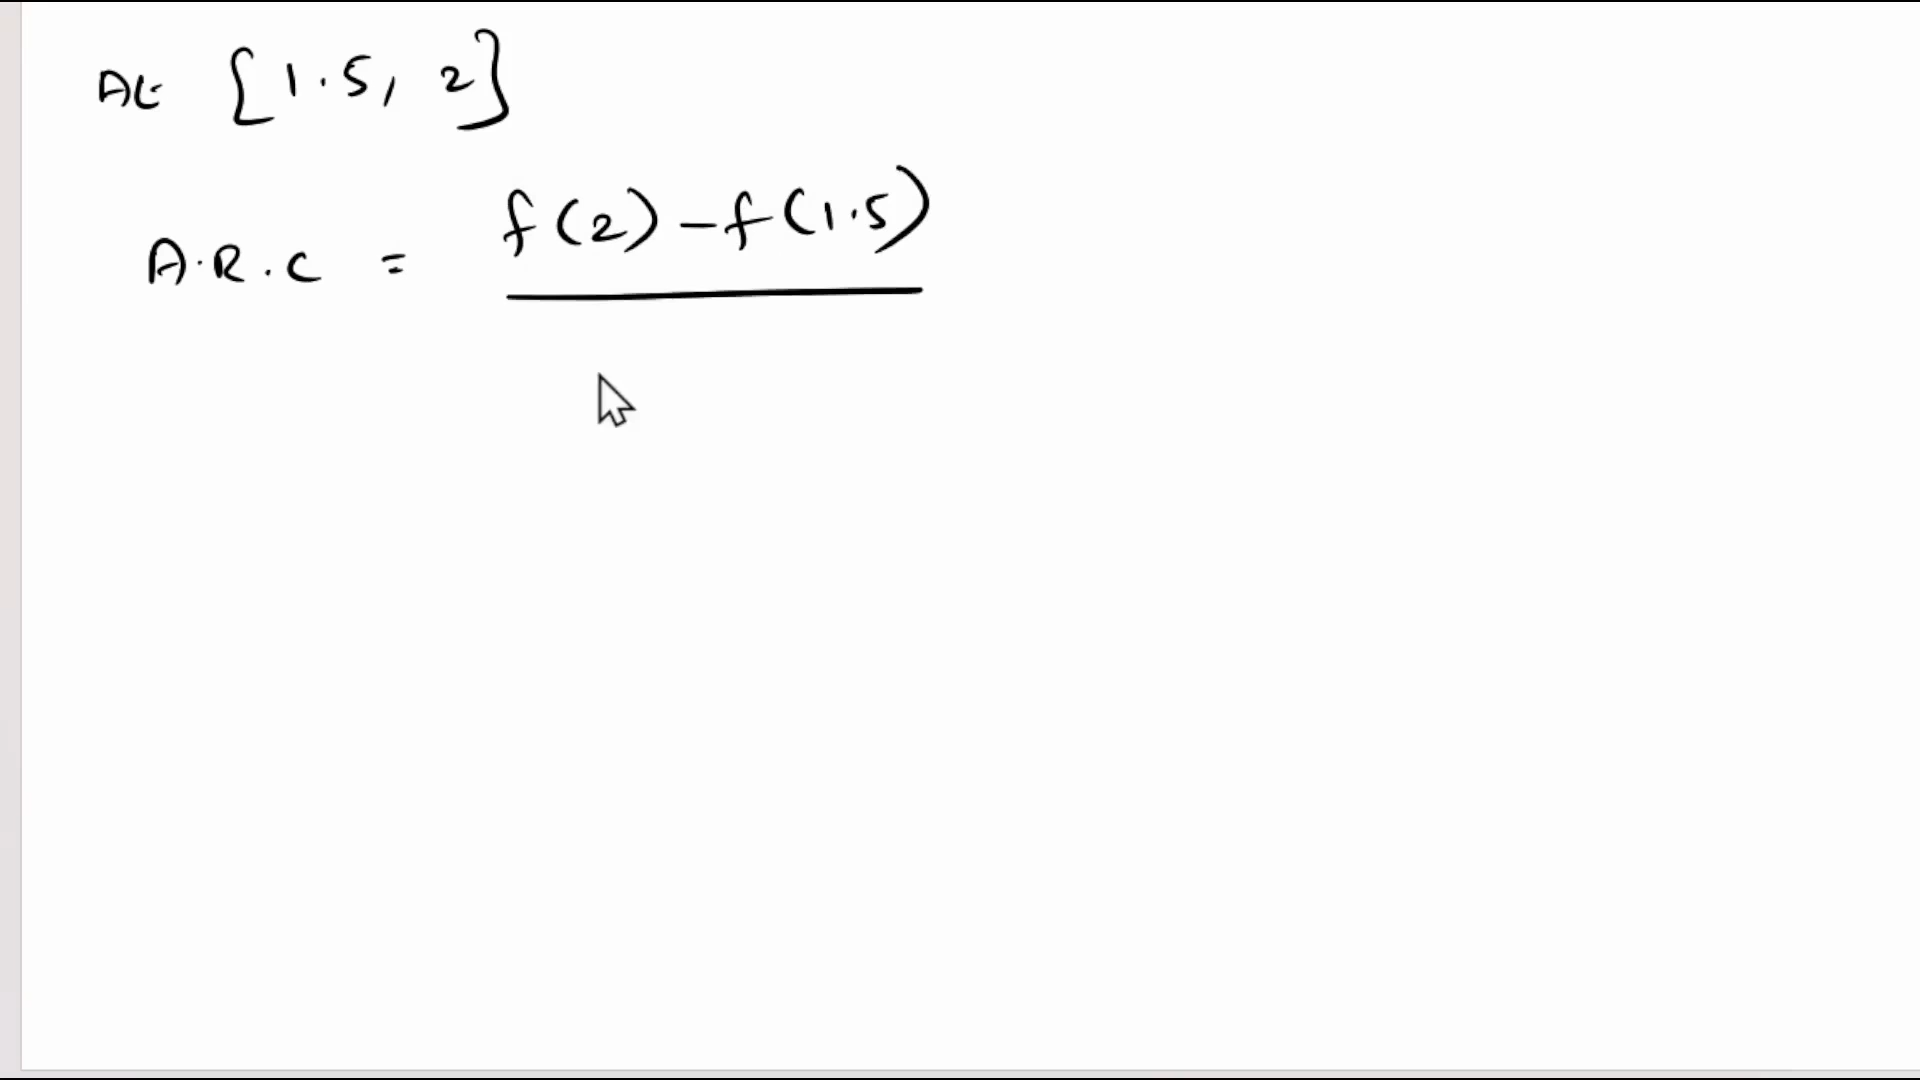 At [1.5, 2]
f(2) - f(1.5)
A.R.C =